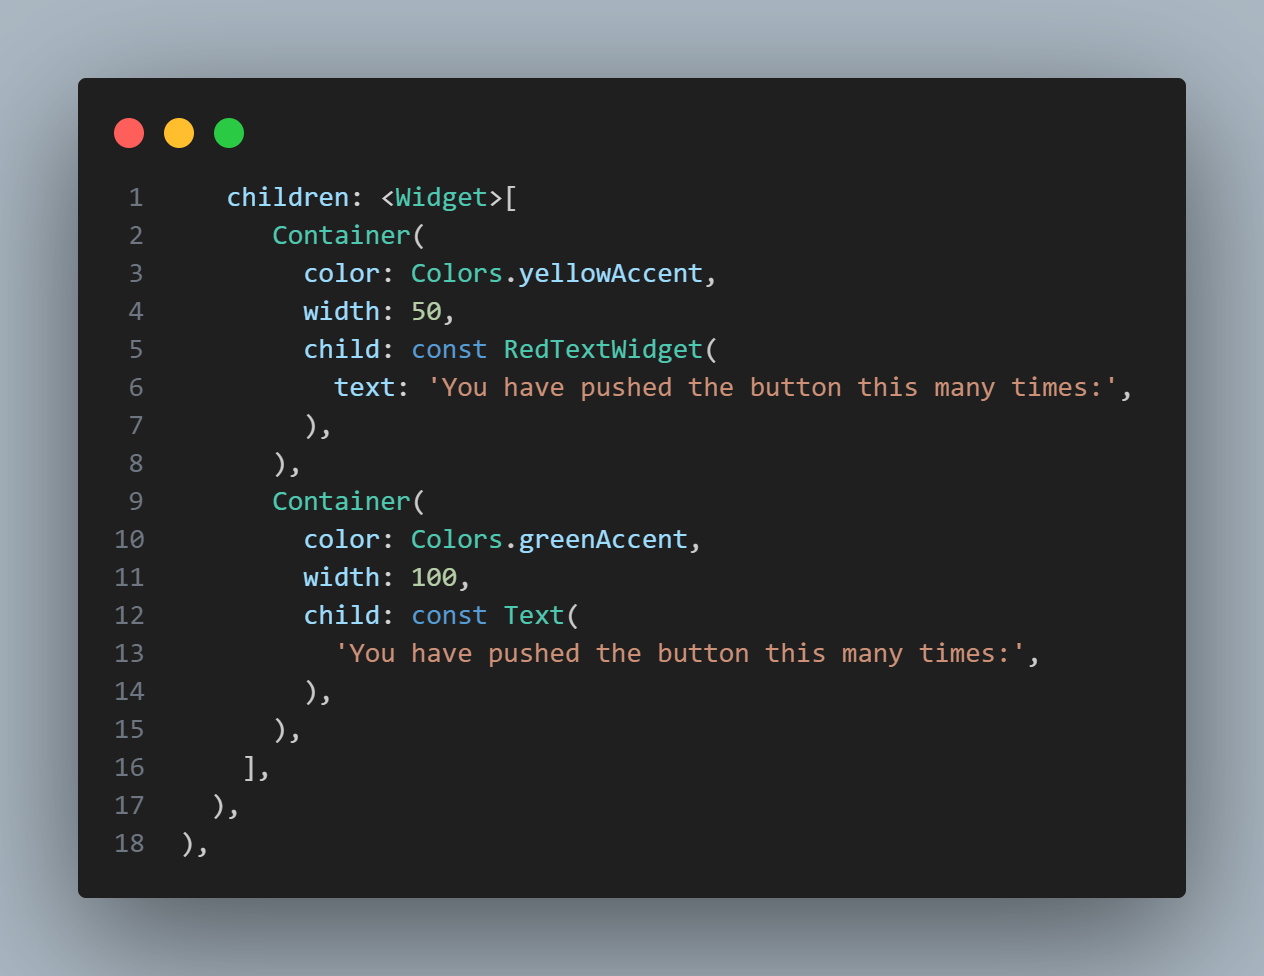 1 children: <Widget>[
2 Container(
3 color: Colors.yellowAccent,
4 width: 50,
5 child: const RedTextWidget(
6 text: 'You have pushed the button this many times:',
7 ),
8 ),
9 Container(
10 color: Colors.greenAccent,
11 width: 100,
12 child: const Text(
13 'You have pushed the button this many times:',
14 ),
15 ),
16 ],
17 ),
18 ),